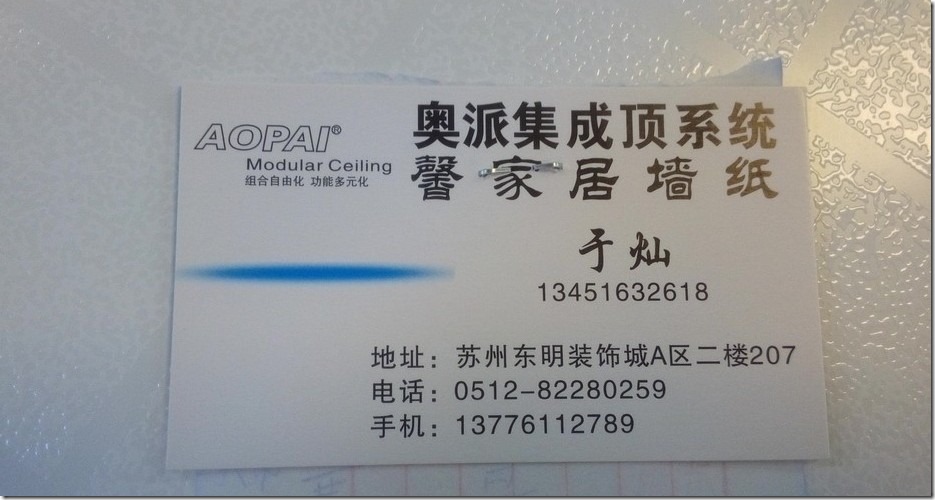 AOPAI®
Modular Ceiling
组合自由化 功能多元化
奥派集成顶系统
馨家居墙纸
于灿
13451632618
地址：苏州东明装饰城A区二楼207
电话：0512-82280259
手机：13776112789